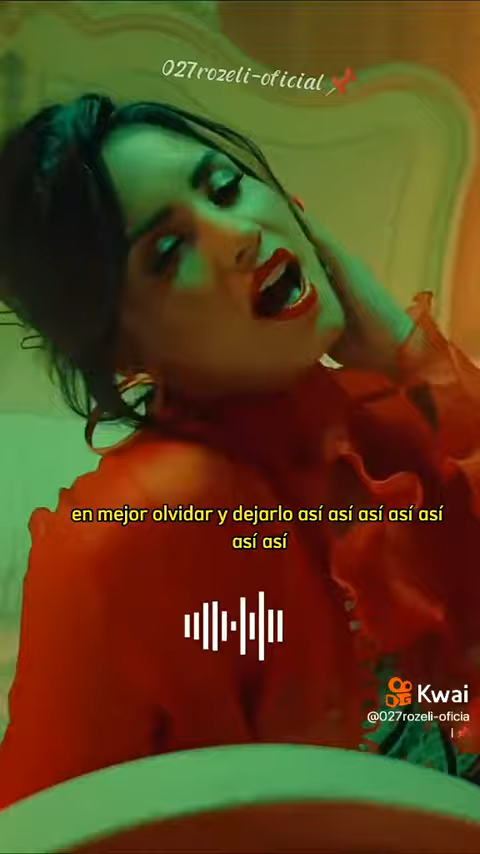 027rozeli-oficial
en mejor olvidar y dejarlo así así así así así
así así
Kwai
@027rozeli-oficia
l